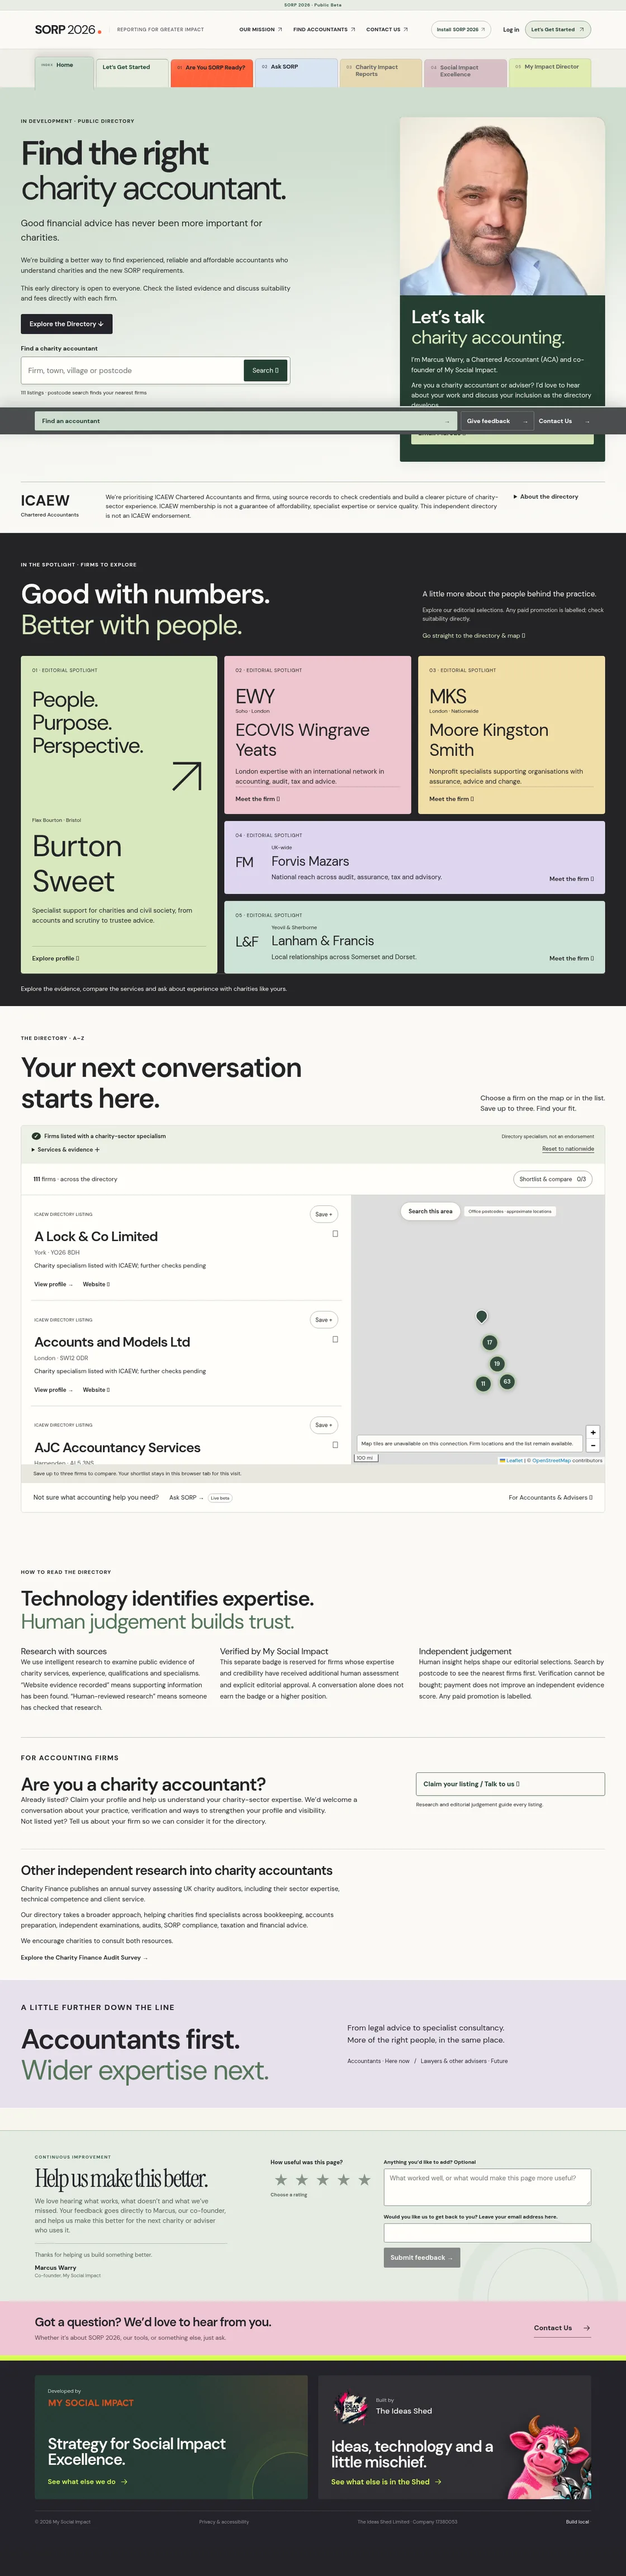 SORP 2026 · Public Beta
SORP 2026
REPORTING FOR GREATER IMPACT
OUR MISSION
FIND ACCOUNTANTS
CONTACT US
Install SORP 2026
Log in
Let's Get Started
Home
Let's Get Started
01 Are You SORP Ready?
02 Ask SORP
03 Charity Impact
Reports
04 Social Impact
Excellence
05 My Impact Director
IN DEVELOPMENT · PUBLIC DIRECTORY
Find the right
charity accountant.
Good financial advice has never been more important for
charities.
We're building a better way to find experienced, reliable and affordable accountants who
understand charities and the new SORP requirements.
This early directory is open to everyone. Check the listed evidence and discuss suitability
and fees directly with each firm.
Explore the Directory ↓
Find a charity accountant
Firm, town, village or postcode
Search
111 listings · postcode search finds your nearest firms
Let's talk
charity accounting.
I'm Marcus Warry, a Chartered Accountant (ACA) and co-
founder of My Social Impact.
Are you a charity accountant or adviser? I'd love to hear
about your work and discuss your inclusion as the directory
develops.
Find an accountant →
Give feedback →
Contact Us →
ICAEW
Chartered Accountants
We're prioritising ICAEW Chartered Accountants and firms, using source records to check credentials and build a clearer picture of charity-
sector experience. ICAEW membership is not a guarantee of affordability, specialist expertise or service quality. This independent directory
is not an ICAEW endorsement.
▶ About the directory
IN THE SPOTLIGHT · FIRMS TO EXPLORE
Good with numbers.
Better with people.
A little more about the people behind the practice.
Explore our editorial selections. Any paid promotion is labelled; check
suitability directly.
Go straight to the directory & map
01 · EDITORIAL SPOTLIGHT
People.
Purpose.
Perspective.
Flax Bourton · Bristol
Burton
Sweet
Specialist support for charities and civil society, from
accounts and scrutiny to trustee advice.
Explore profile
02 · EDITORIAL SPOTLIGHT
EWY
Soho · London
ECOVIS Wingrave
Yeats
London expertise with an international network in
accounting, audit, tax and advice.
Meet the firm
03 · EDITORIAL SPOTLIGHT
MKS
London · Nationwide
Moore Kingston
Smith
Nonprofit specialists supporting organisations with
assurance, advice and change.
Meet the firm
04 · EDITORIAL SPOTLIGHT
FM
UK-wide
Forvis Mazars
National reach across audit, assurance, tax and advisory.
Meet the firm
05 · EDITORIAL SPOTLIGHT
L&F
Yeovil & Sherborne
Lanham & Francis
Local relationships across Somerset and Dorset.
Meet the firm
Explore the evidence, compare the services and ask about experience with charities like yours.
THE DIRECTORY · A–Z
Your next conversation
starts here.
Choose a firm on the map or in the list.
Save up to three. Find your fit.
Firms listed with a charity-sector specialism
Directory specialism, not an endorsement
▶ Services & evidence +
Reset to nationwide
111 firms · across the directory
Shortlist & compare 0/3
ICAEW DIRECTORY LISTING
Save +
A Lock & Co Limited
York · YO26 8DH
Charity specialism listed with ICAEW; further checks pending
View profile →
Website
ICAEW DIRECTORY LISTING
Save +
Accounts and Models Ltd
London · SW12 0DR
Charity specialism listed with ICAEW; further checks pending
View profile →
Website
ICAEW DIRECTORY LISTING
Save +
AJC Accountancy Services
Harpenden · AL5 3NS
Search this area
Office postcodes · approximate locations
17
19
11
63
+
−
Map tiles are unavailable on this connection. Firm locations and the list remain available.
100 mi
Leaflet | © OpenStreetMap contributors
Save up to three firms to compare. Your shortlist stays in this browser tab for this visit.
Not sure what accounting help you need?
Ask SORP →
Live beta
For Accountants & Advisers
HOW TO READ THE DIRECTORY
Technology identifies expertise.
Human judgement builds trust.
Research with sources
We use intelligent research to examine public evidence of
charity services, experience, qualifications and specialisms.
"Website evidence recorded" means supporting information
has been found. "Human-reviewed research" means someone
has checked that research.
Verified by My Social Impact
This separate badge is reserved for firms whose expertise
and credibility have received additional human assessment
and explicit editorial approval. A conversation alone does not
earn the badge or a higher position.
Independent judgement
Human insight helps shape our editorial selections. Search by
postcode to see the nearest firms first. Verification cannot be
bought; payment does not improve an independent evidence
score. Any paid promotion is labelled.
FOR ACCOUNTING FIRMS
Are you a charity accountant?
Already listed? Claim your profile and help us understand your charity-sector expertise. We'd welcome a
conversation about your practice, verification and ways to strengthen your profile and visibility.
Not listed yet? Tell us about your firm so we can consider it for the directory.
Claim your listing / Talk to us
Research and editorial judgement guide every listing.
Other independent research into charity accountants
Charity Finance publishes an annual survey assessing UK charity auditors, including their sector expertise,
technical competence and client service.
Our directory takes a broader approach, helping charities find specialists across bookkeeping, accounts
preparation, independent examinations, audits, SORP compliance, taxation and financial advice.
We encourage charities to consult both resources.
Explore the Charity Finance Audit Survey →
A LITTLE FURTHER DOWN THE LINE
Accountants first.
Wider expertise next.
From legal advice to specialist consultancy.
More of the right people, in the same place.
Accountants · Here now / Lawyers & other advisers · Future
CONTINUOUS IMPROVEMENT
Help us make this better.
We love hearing what works, what doesn't and what we've
missed. Your feedback goes directly to Marcus, our co-founder,
and helps us make this better for the next charity or adviser
who uses it.
Thanks for helping us build something better.
Marcus Warry
Co-founder, My Social Impact
How useful was this page?
★ ★ ★ ★ ★
Choose a rating
Anything you'd like to add? Optional
What worked well, or what would make this page more useful?
Would you like us to get back to you? Leave your email address here.
Submit feedback →
Got a question? We'd love to hear from you.
Whether it's about SORP 2026, our tools, or something else, just ask.
Contact Us →
Developed by
MY SOCIAL IMPACT
Strategy for Social Impact
Excellence.
See what else we do →
Built by
The Ideas Shed
Ideas, technology and a
little mischief.
See what else is in the Shed →
© 2026 My Social Impact
Privacy & accessibility
Build local